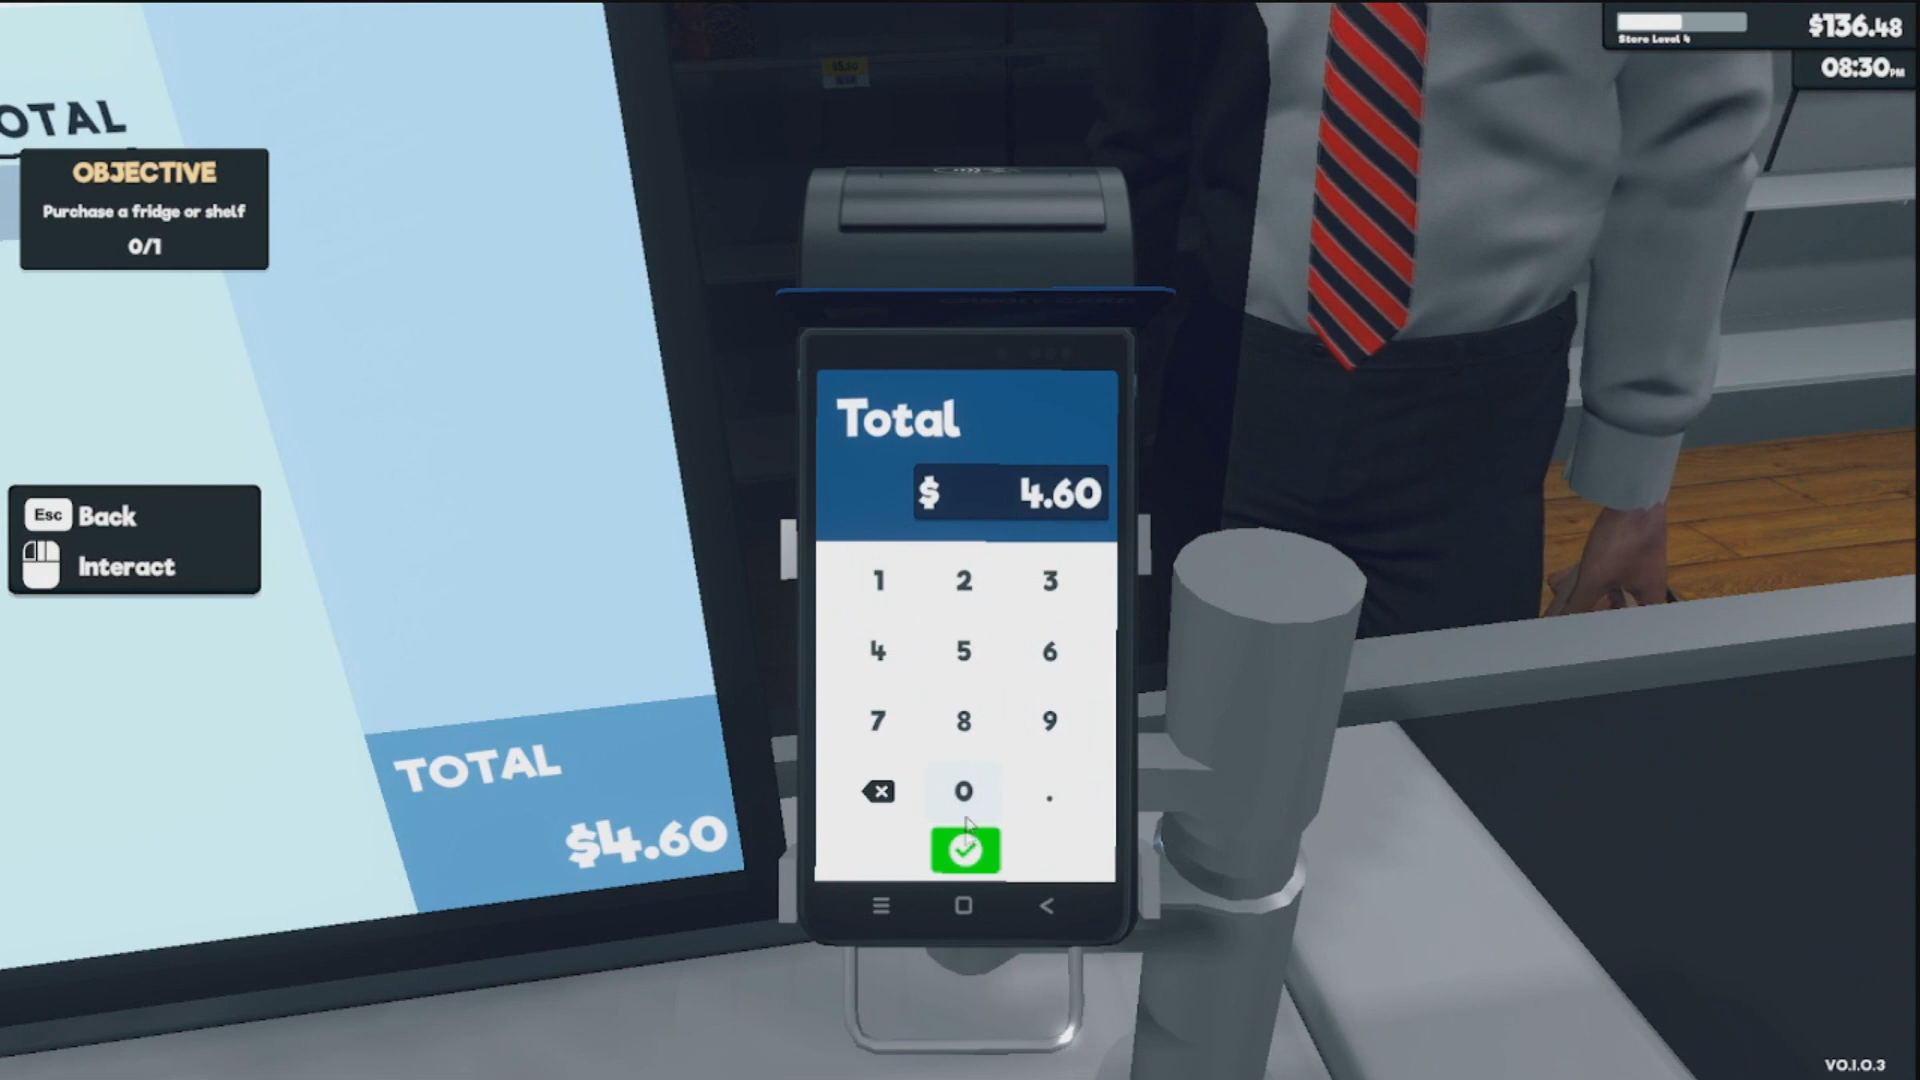 OTAL
OBJECTIVE
Purchase a fridge or shelf
0/1
Esc Back
Interact
TOTAL
$4.60
Total
$ 4.60
1 2 3
4 5 6
7 8 9
0 .
Store Level 4
$136.48
08:30PM
V0.1.0.3